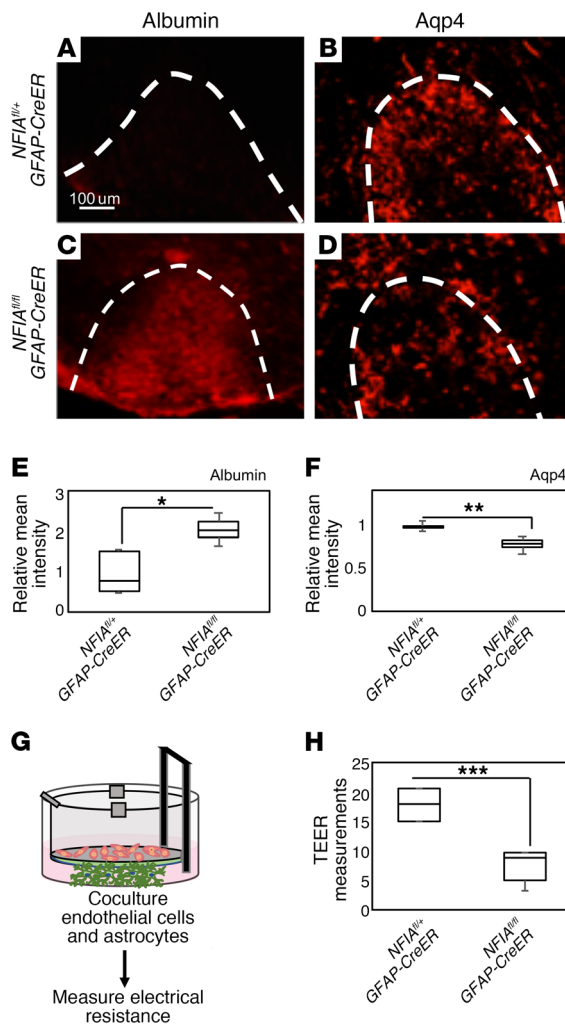 Albumin
Aqp4
A
B
NFIAfl/+
GFAP-CreER
100 um
C
D
NFIAfl/fl
GFAP-CreER
E
Albumin
Relative mean
intensity
3
2
1
0
*
NFIAfl/+
GFAP-CreER
NFIAfl/fl
GFAP-CreER
F
Aqp4
Relative mean
intensity
1
0.5
0
**
NFIAfl/+
GFAP-CreER
NFIAfl/fl
GFAP-CreER
G
Coculture
endothelial cells
and astrocytes
Measure electrical
resistance
H
TEER
measurements
25
20
15
10
5
0
***
NFIAfl/+
GFAP-CreER
NFIAfl/fl
GFAP-CreER